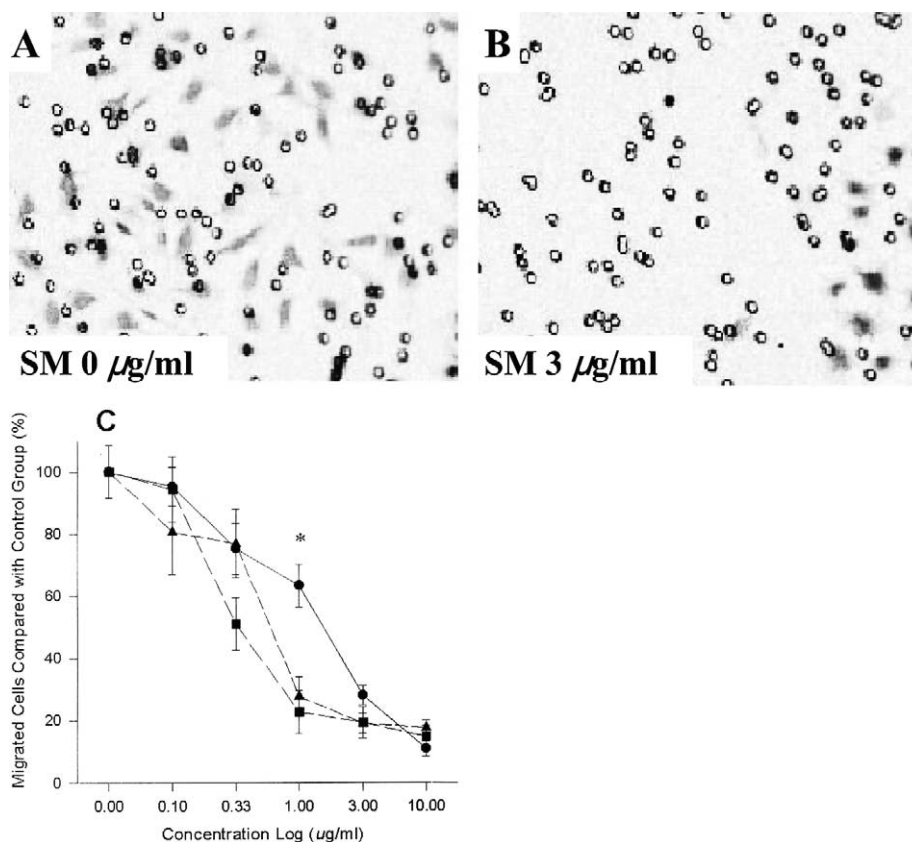 A
B
SM 0 µg/ml
SM 3 µg/ml
C
Migrated Cells Compared with Control Group (%)
100
80
60
40
20
0
*
0.00 0.10 0.33 1.00 3.00 10.00
Concentration Log (ug/ml)